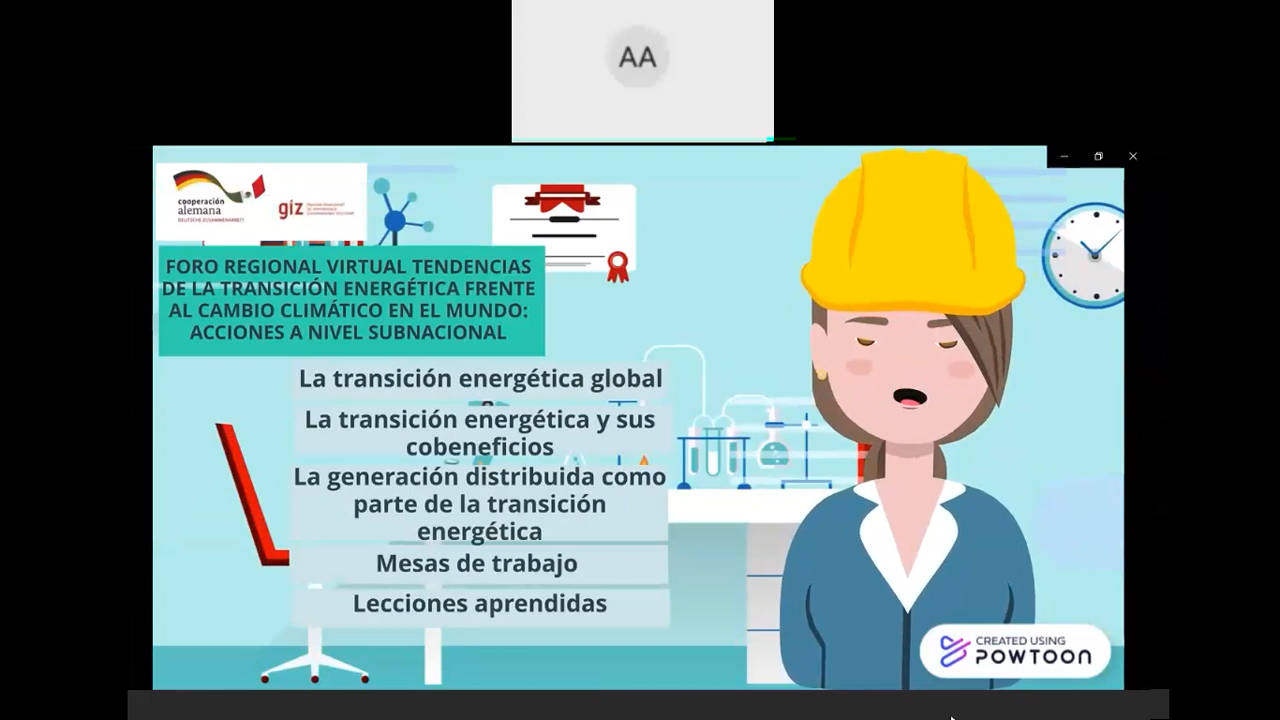 AA
cooperación
alemana
DEUTSCHE ZUSAMMENARBEIT
giz
FORO REGIONAL VIRTUAL TENDENCIAS
DE LA TRANSICIÓN ENERGÉTICA FRENTE
AL CAMBIO CLIMÁTICO EN EL MUNDO:
ACCIONES A NIVEL SUBNACIONAL
La transición energética global
La transición energética y sus
cobeneficios
La generación distribuida como
parte de la transición
energética
Mesas de trabajo
Lecciones aprendidas
CREATED USING
POWTOON